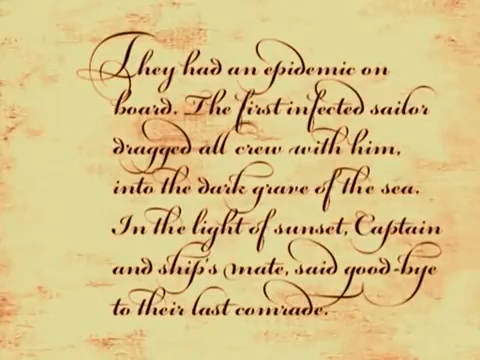 They had an epidemic on
board. The first infected sailor
dragged all crew with him,
into the dark grave of the sea.
In the light of sunset, Captain
and ship's mate, said good-bye
to their last comrade.